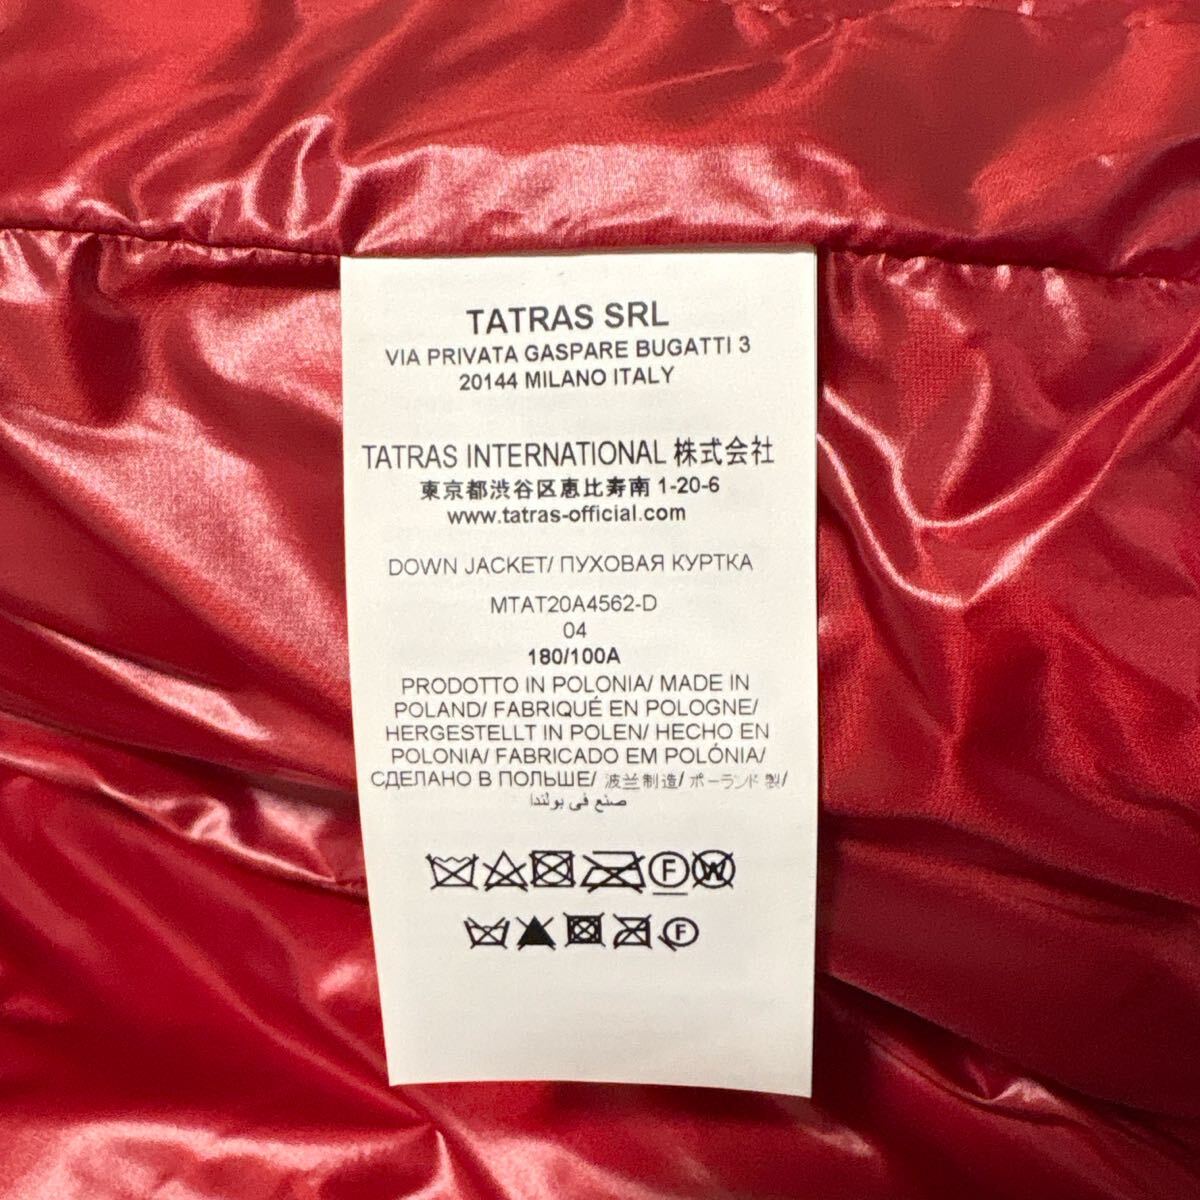 TATRAS SRL
VIA PRIVATA GASPARE BUGATTI 3
20144 MILANO ITALY
TATRAS INTERNATIONAL 株式会社
東京都渋谷区恵比寿南 1-20-6
www.tatras-official.com
DOWN JACKET/ ПУХОВАЯ КУРТКА
MTAT20A4562-D
04
180/100A
PRODOTTO IN POLONIA/ MADE IN
POLAND/ FABRIQUÉ EN POLOGNE/
HERGESTELLT IN POLEN/ HECHO EN
POLONIA/ FABRICADO EM POLÓNIA/
СДЕЛАНО В ПОЛЬШЕ/ 波兰制造/ ポーランド製/
صنع في بولندا
F W
F